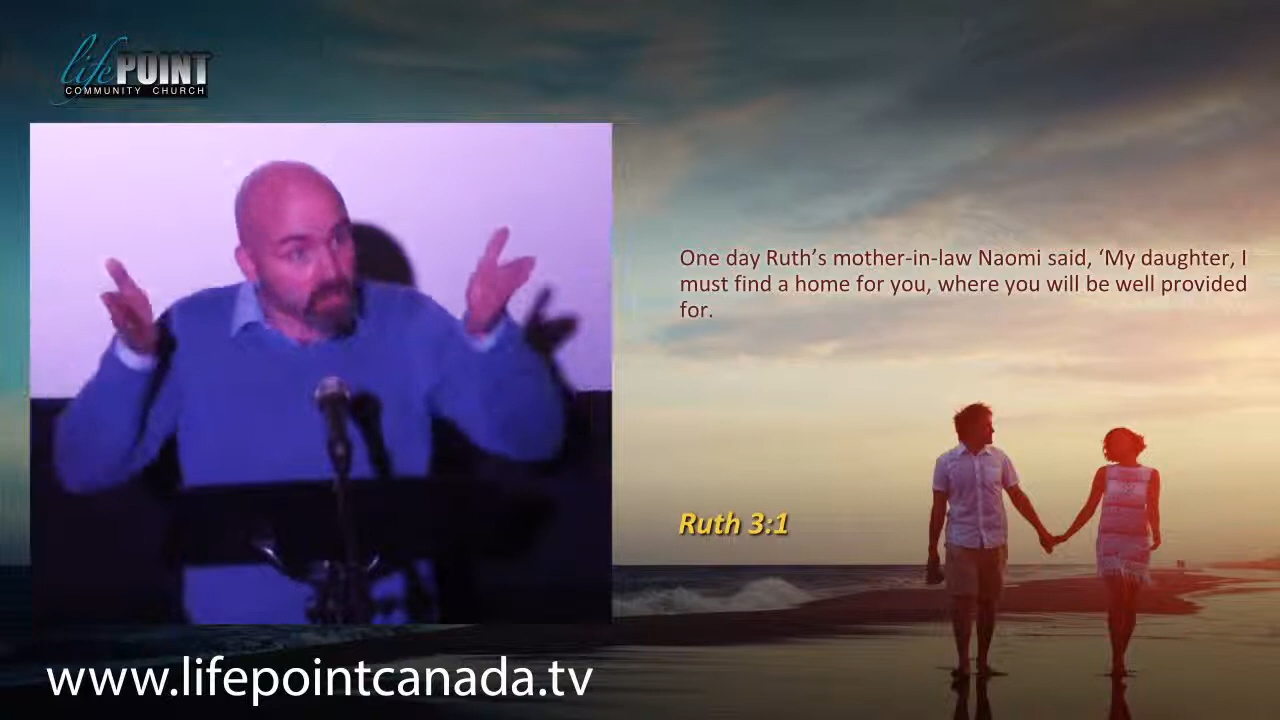 life POINT
COMMUNITY CHURCH
One day Ruth’s mother-in-law Naomi said, ‘My daughter, I
must find a home for you, where you will be well provided
for.
Ruth 3:1
www.lifepointcanada.tv